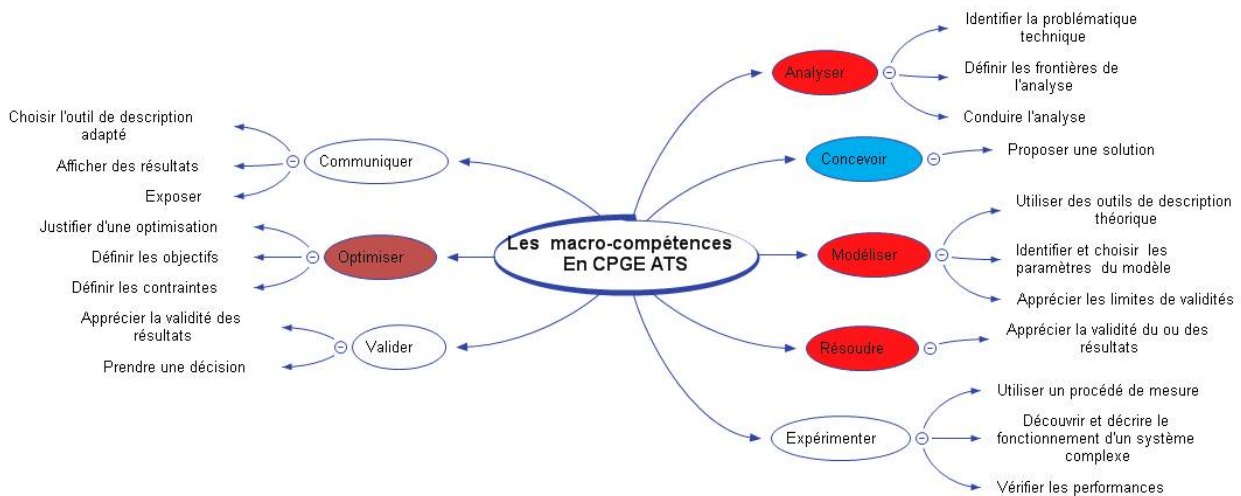 Les macro-compétences
En CPGE ATS
Analyser
Identifier la problématique
technique
Définir les frontières de
l'analyse
Conduire l'analyse
Concevoir
Proposer une solution
Modéliser
Utiliser des outils de description
théorique
Identifier et choisir les
paramètres du modèle
Apprécier les limites de validités
Résoudre
Apprécier la validité du ou des
résultats
Expérimenter
Utiliser un procédé de mesure
Découvrir et décrire le
fonctionnement d'un système
complexe
Vérifier les performances
Communiquer
Choisir l'outil de description
adapté
Afficher des résultats
Exposer
Optimiser
Justifier d'une optimisation
Définir les objectifs
Définir les contraintes
Valider
Apprécier la validité des
résultats
Prendre une décision